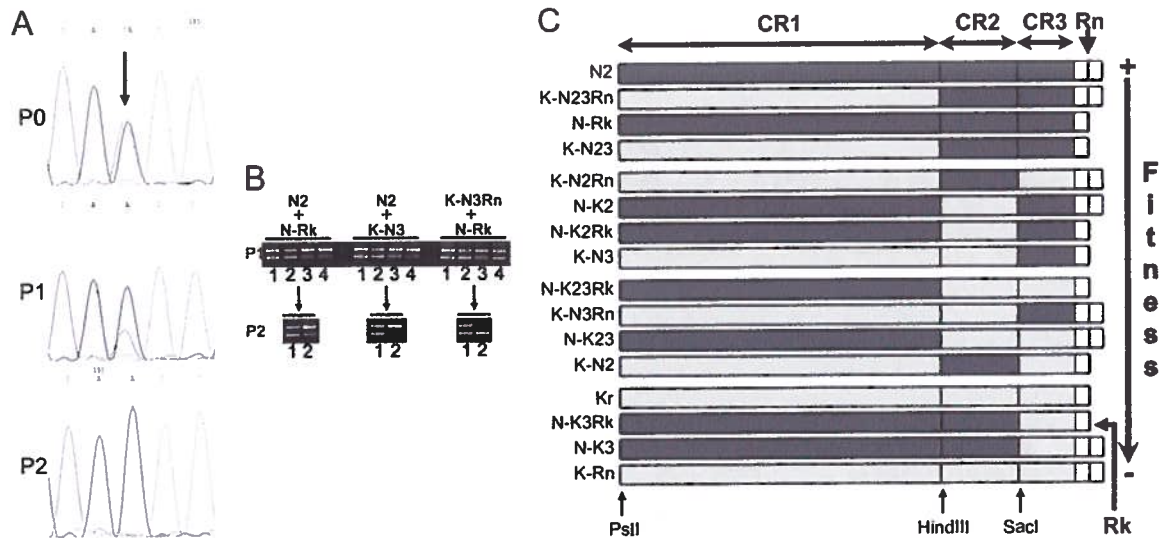 A
P0
P1
P2
B
N2
+
N-Rk
N2
+
K-N3
K-N3Rn
+
N-Rk
P1
1 2 3 4
1 2 3 4
1 2 3 4
P2
1 2
1 2
1 2
C
CR1
CR2
CR3
Rn
N2
K-N23Rn
N-Rk
K-N23
K-N2Rn
N-K2
N-K2Rk
K-N3
N-K23Rk
K-N3Rn
N-K23
K-N2
Kr
N-K3Rk
N-K3
K-Rn
+
Fitness
-
PslI
HindIII
SacI
Rk